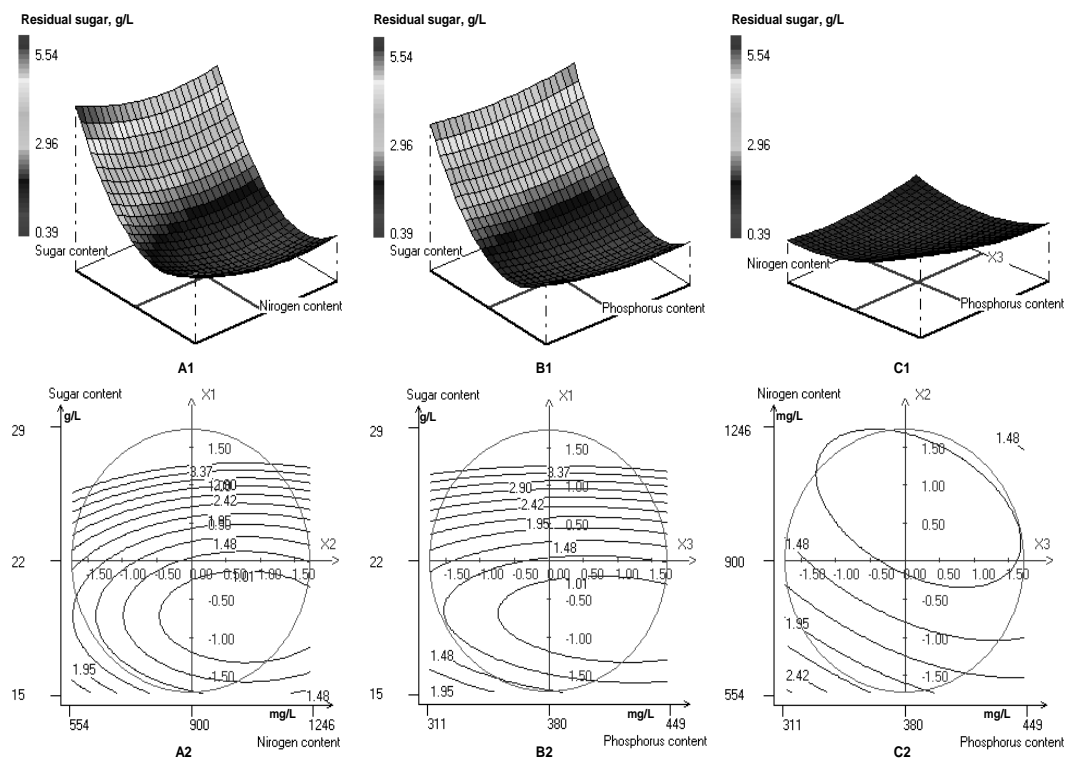 Residual sugar, g/L
5.54
2.96
0.39
Sugar content
Nirogen content
A1
Residual sugar, g/L
5.54
2.96
0.39
Sugar content
Phosphorus content
B1
Residual sugar, g/L
5.54
2.96
0.39
Nirogen content
X3
Phosphorus content
C1
Sugar content
X1
g/L
29
1.50
3.37
2.90
2.42
1.95
1.48
X2
22
-1.50 -1.00 -0.50 0.00 0.50 1.00 1.50
1.01
-0.50
-1.00
1.95
-1.50
1.48
15
mg/L
554 900 1246
Nirogen content
A2
Sugar content
X1
g/L
29
1.50
3.37
2.90
1.00
2.42
1.95
0.50
1.48
X3
22
-1.50 -1.00 -0.50 0.00 0.50 1.00 1.50
1.01
-0.50
-1.00
1.48
-1.50
1.95
15
mg/L
311 380 449
Phosphorus content
B2
Nirogen content
X2
mg/L
1246
1.48
1.50
1.00
0.50
1.48
X3
900
-1.50 -1.00 -0.50 0.00 0.50 1.00 1.50
-0.50
1.95
-1.00
2.42
-1.50
554
mg/L
311 380 449
Phosphorus content
C2